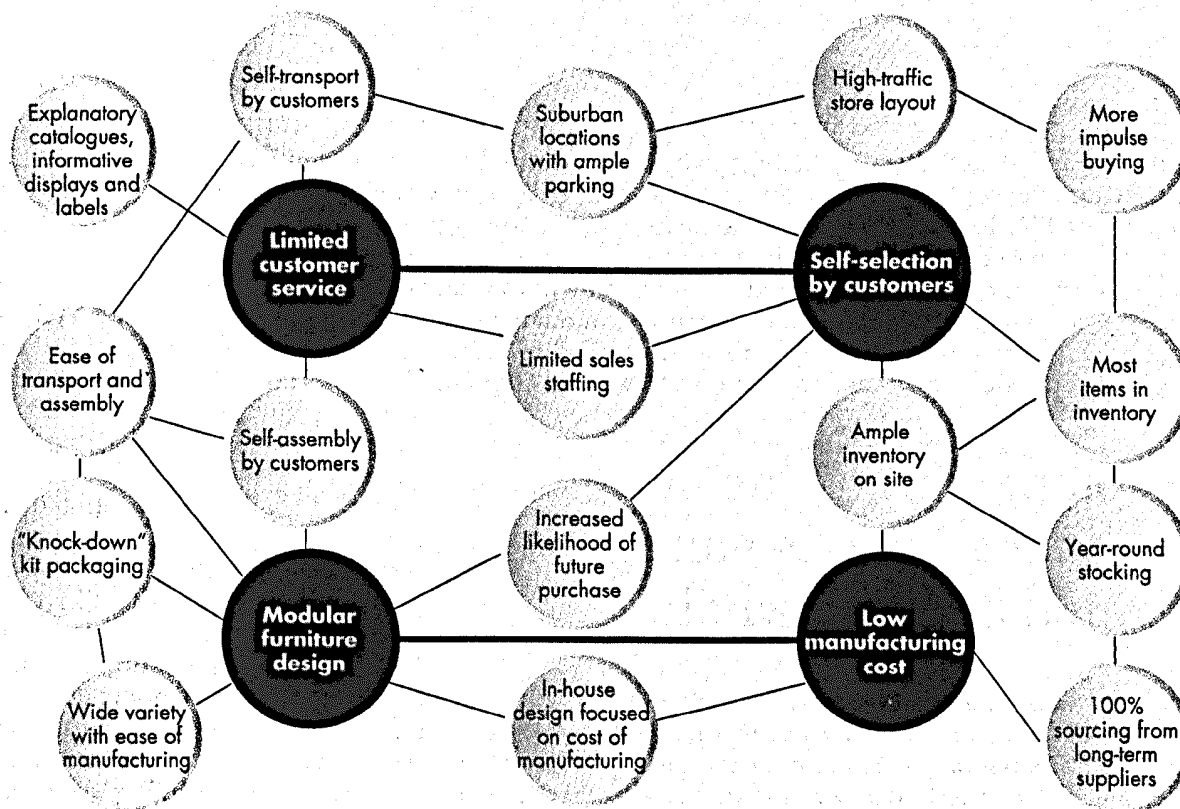 Explanatory
catalogues,
informative
displays and
labels
Self-transport
by customers
Suburban
locations
with ample
parking
High-traffic
store layout
More
impulse
buying
Limited
customer
service
Self-selection
by customers
Ease of
transport and
assembly
Self-assembly
by customers
Limited sales
staffing
Ample
inventory
on site
Most
items in
inventory
"Knock-down"
kit packaging
Increased
likelihood of
future
purchase
Year-round
stocking
Modular
furniture
design
Low
manufacturing
cost
Wide variety
with ease of
manufacturing
In-house
design focused
on cost of
manufacturing
100%
sourcing from
long-term
suppliers